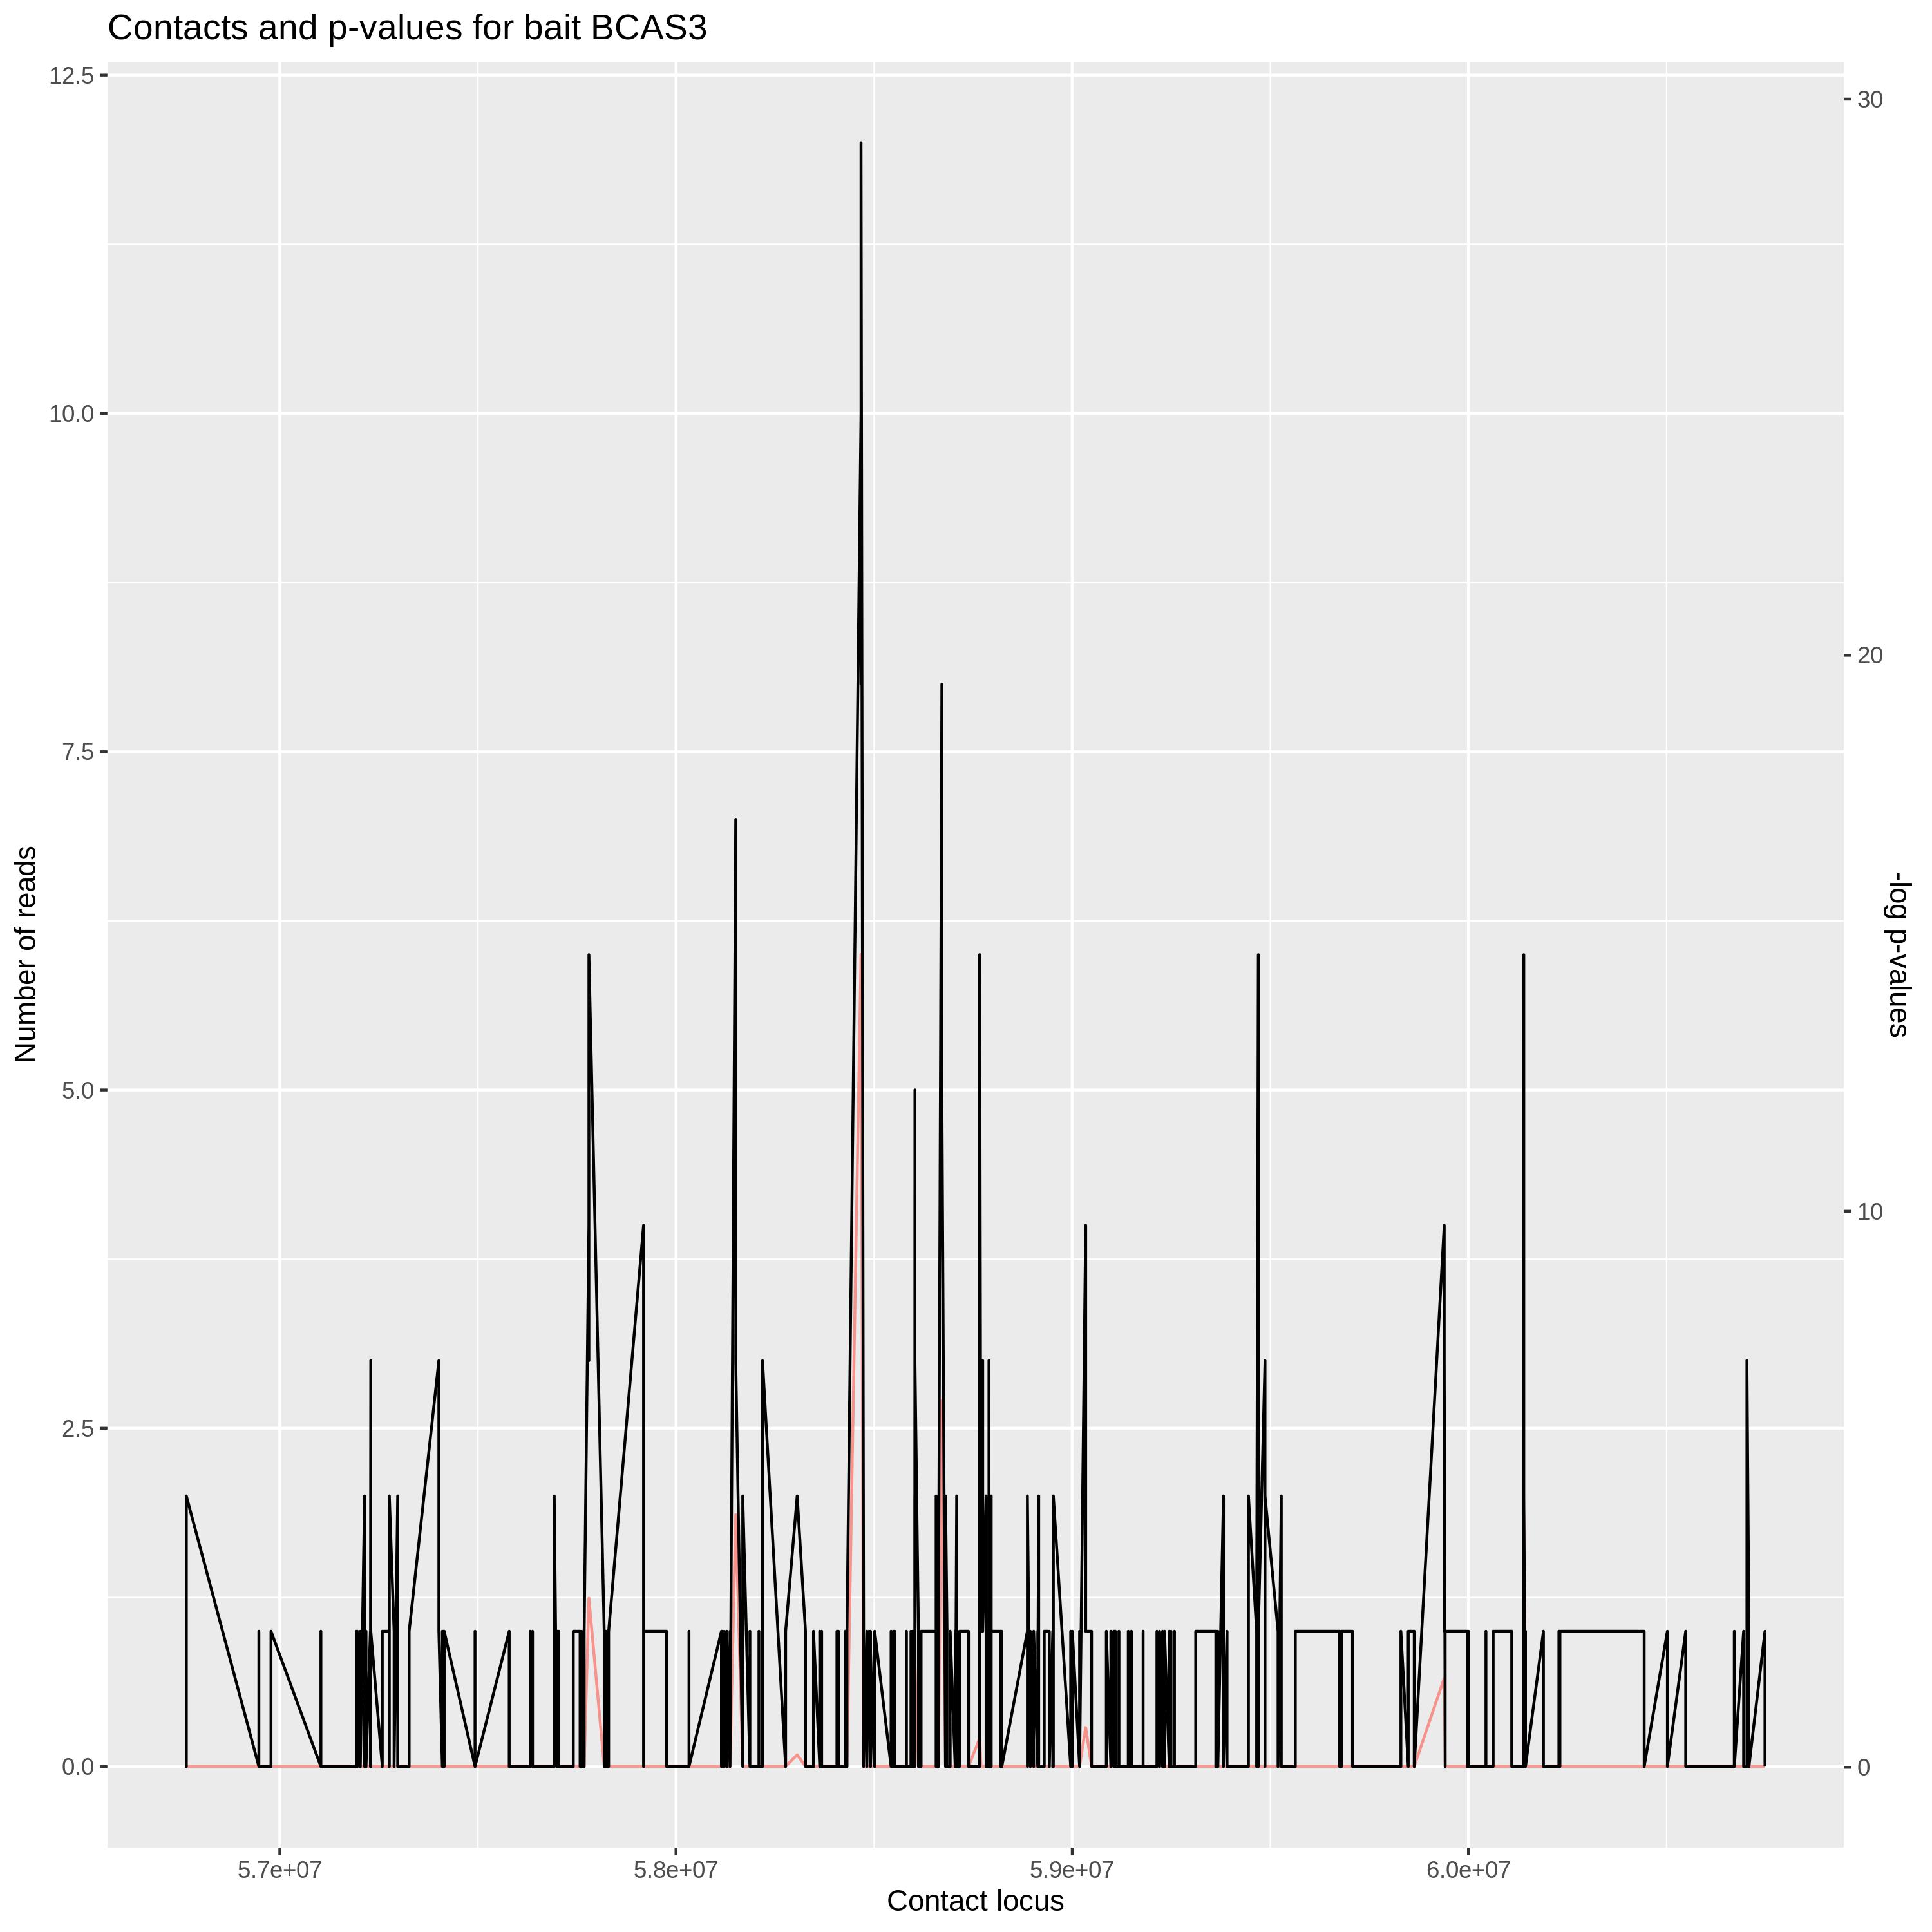 Contacts and p-values for bait BCAS3
12.5
10.0
7.5
5.0
2.5
0.0
Number of reads
30
20
10
0
-log p-values
5.7e+07
5.8e+07
5.9e+07
6.0e+07
Contact locus